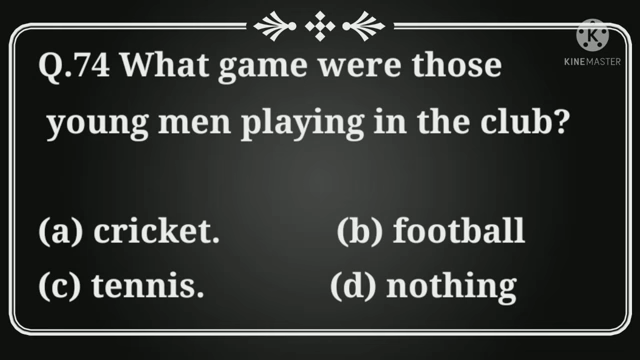 K
KINEMASTER
Q.74 What game were those
young men playing in the club?
(a) cricket. (b) football
(c) tennis. (d) nothing